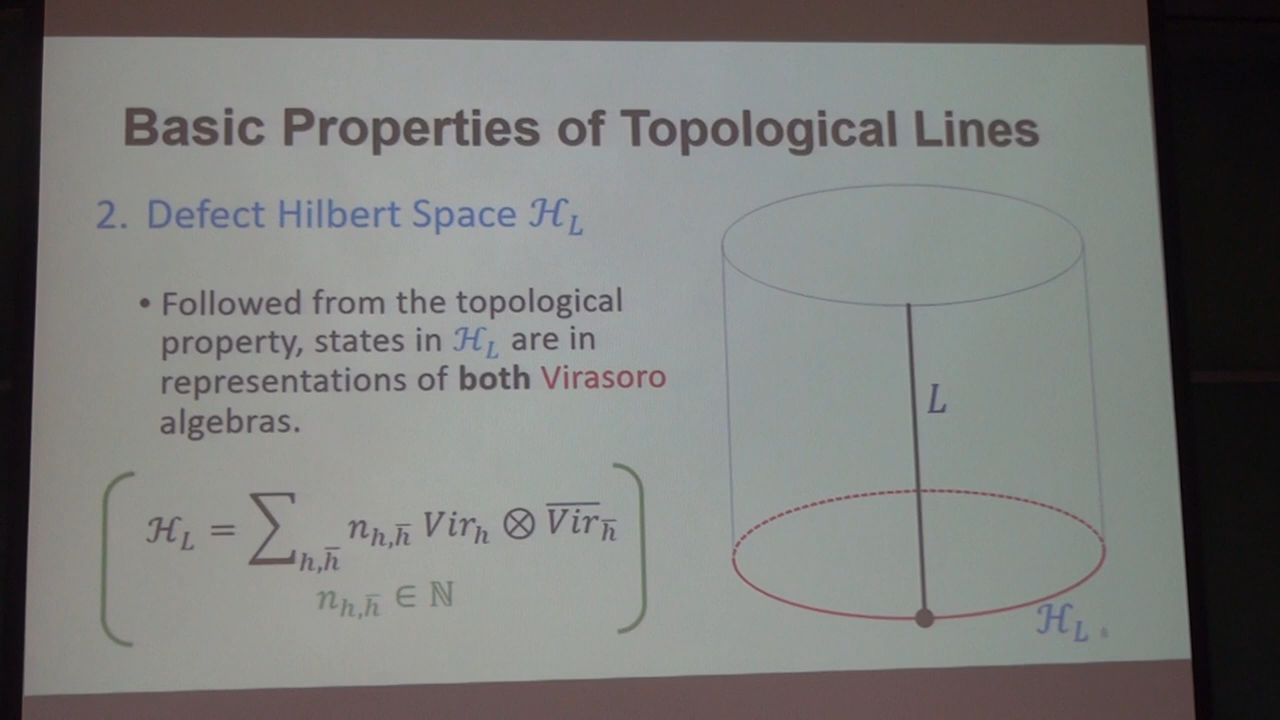 Basic Properties of Topological Lines
2. Defect Hilbert Space ℋ_L
• Followed from the topological
property, states in ℋ_L are in
representations of both Virasoro
algebras.
ℋ_L = ∑_{h,h̄} n_{h,h̄} Vir_h ⊗ \overline{Vir}_{h̄}
n_{h,h̄} ∈ ℕ
L
ℋ_L